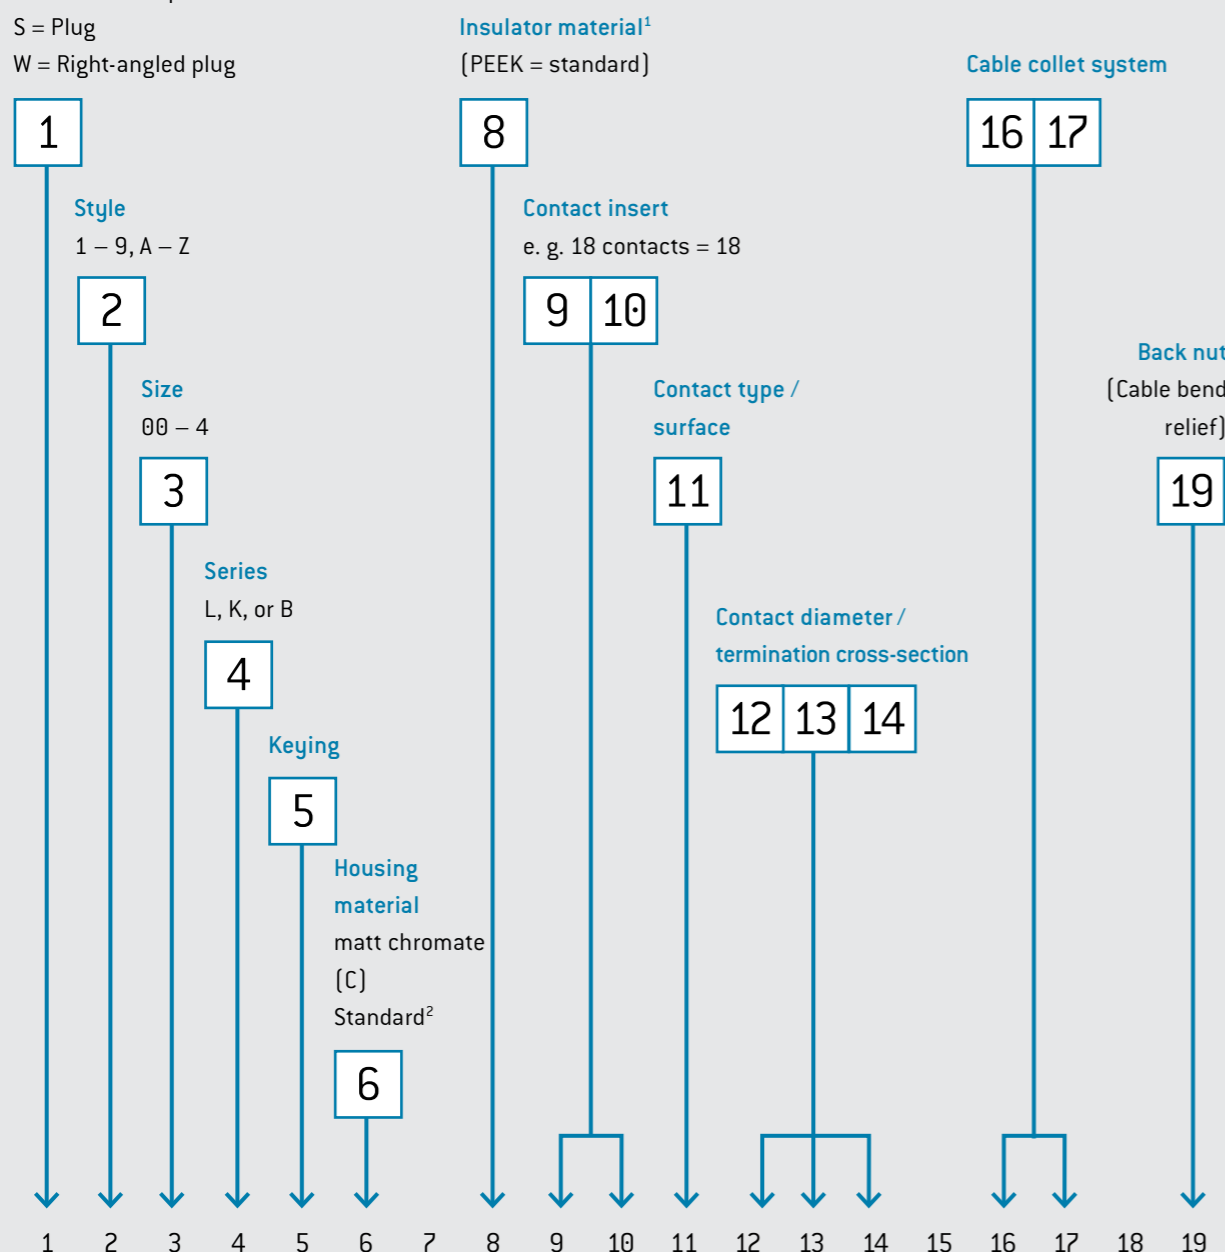 S = Plug
W = Right-angled plug
1
Style
1 – 9, A – Z
2
Size
00 – 4
3
Series
L, K, or B
4
Keying
5
Housing
material
matt chromate
(C)
Standard²
6
Insulator material¹
(PEEK = standard)
8
Contact insert
e. g. 18 contacts = 18
9 10
Contact type /
surface
11
Contact diameter /
termination cross-section
12 13 14
Cable collet system
16 17
Back nut
(Cable bend
relief)
19
1 2 3 4 5 6 7 8 9 10 11 12 13 14 15 16 17 18 19